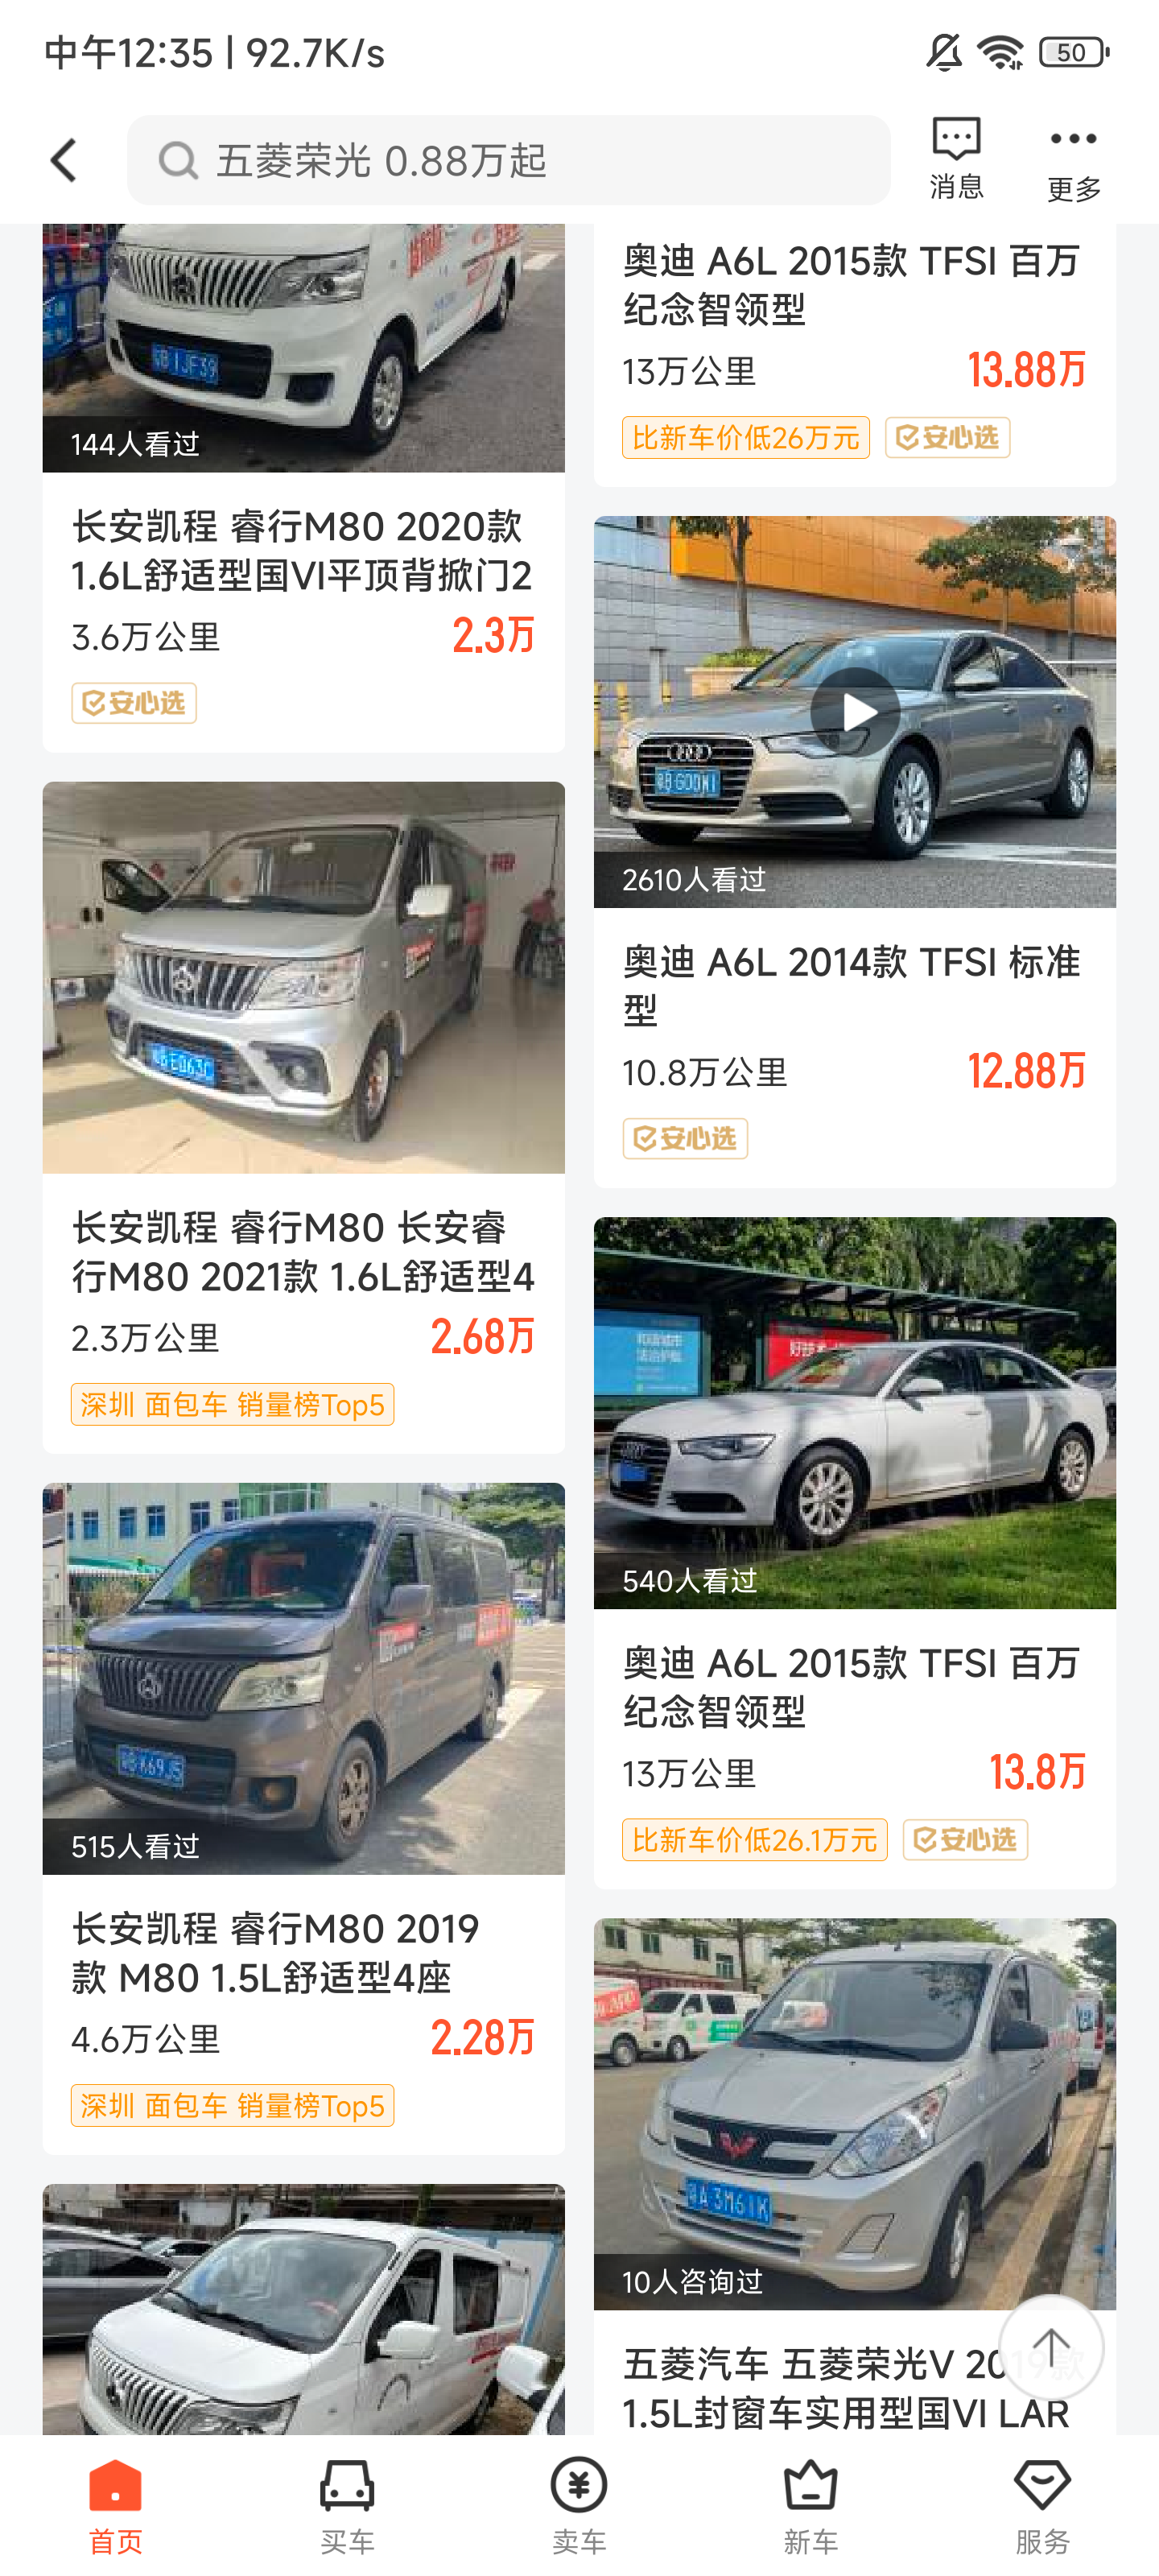 中午12:35 | 92.7K/s
50
五菱荣光 0.88万起
消息
更多
144人看过
长安凯程 睿行M80 2020款
1.6L舒适型国VI平顶背掀门2
3.6万公里
2.3万
安心选
长安凯程 睿行M80 长安睿
行M80 2021款 1.6L舒适型4
2.3万公里
2.68万
深圳 面包车 销量榜Top5
515人看过
长安凯程 睿行M80 2019
款 M80 1.5L舒适型4座
4.6万公里
2.28万
深圳 面包车 销量榜Top5
奥迪 A6L 2015款 TFSI 百万
纪念智领型
13万公里
13.88万
比新车价低26万元
安心选
2610人看过
奥迪 A6L 2014款 TFSI 标准
型
10.8万公里
12.88万
安心选
540人看过
奥迪 A6L 2015款 TFSI 百万
纪念智领型
13万公里
13.8万
比新车价低26.1万元
安心选
粤A 3M61K
10人咨询过
五菱汽车 五菱荣光V 2019款
1.5L封窗车实用型国VI LAR
首页
买车
卖车
新车
服务